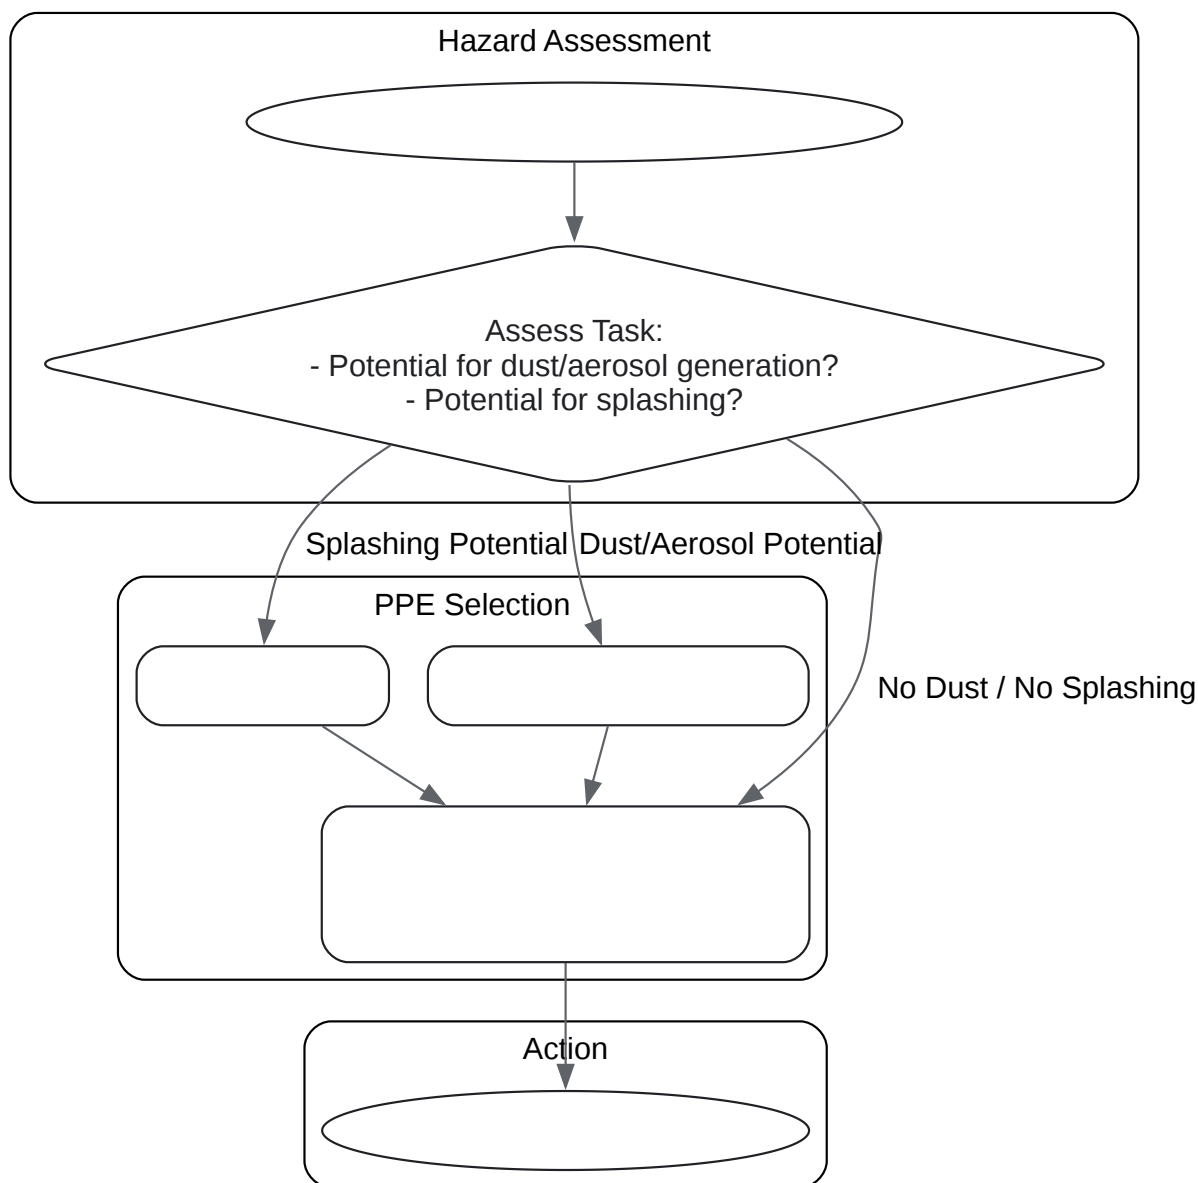 Hazard Assessment
Assess Task:
- Potential for dust/aerosol generation?
- Potential for splashing?
Splashing Potential
Dust/Aerosol Potential
PPE Selection
No Dust / No Splashing
Action